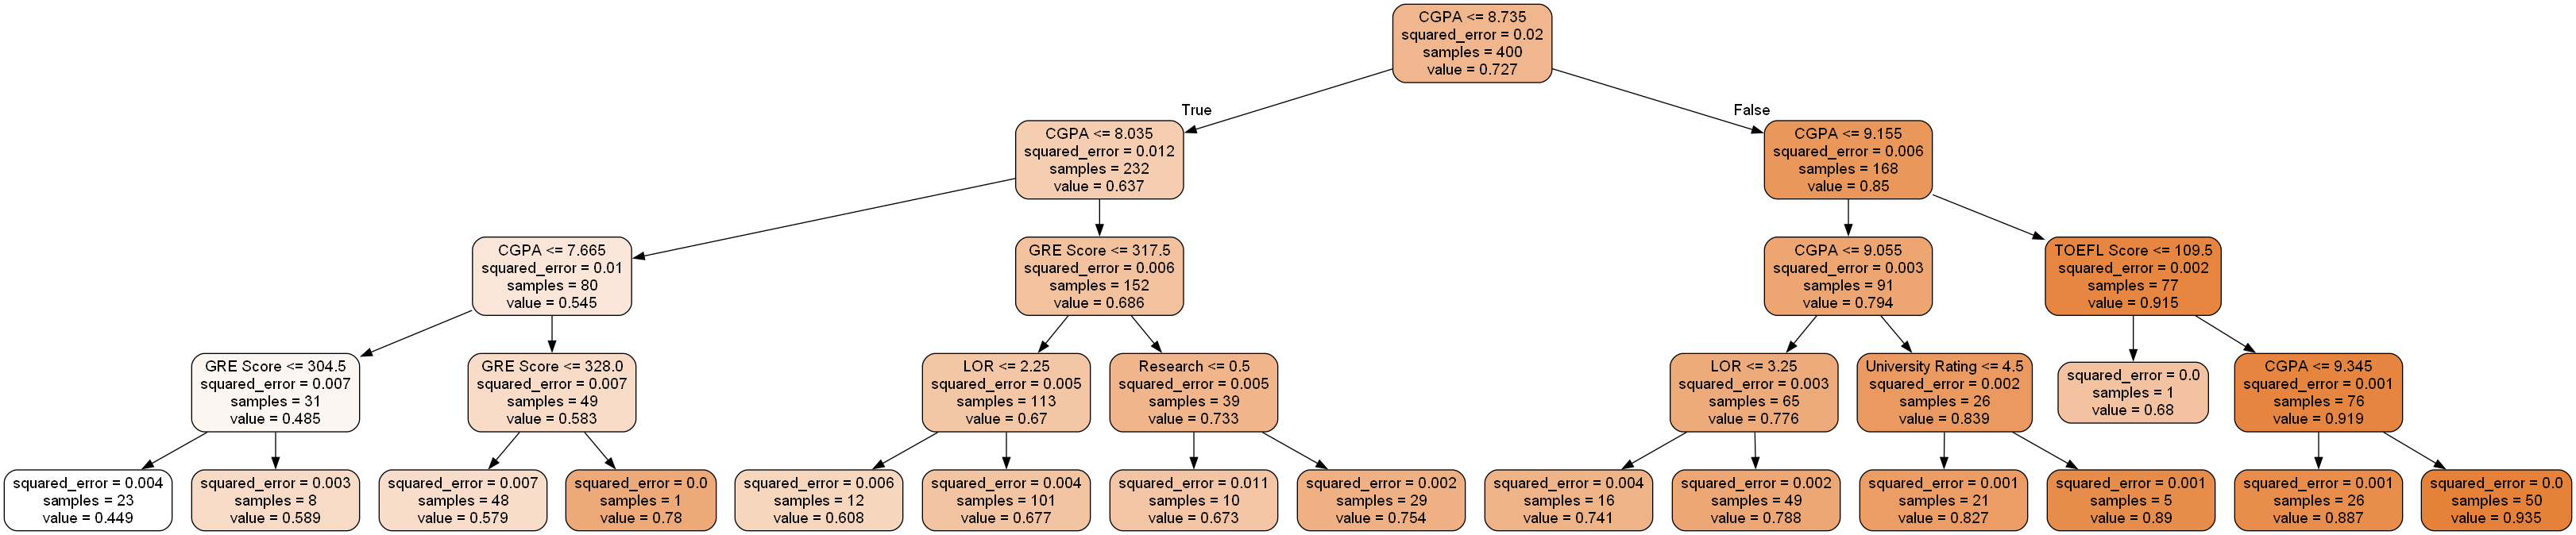 CGPA <= 8.735
squared_error = 0.02
samples = 400
value = 0.727
True
False
CGPA <= 8.035
squared_error = 0.012
samples = 232
value = 0.637
CGPA <= 9.155
squared_error = 0.006
samples = 168
value = 0.85
CGPA <= 7.665
squared_error = 0.01
samples = 80
value = 0.545
GRE Score <= 317.5
squared_error = 0.006
samples = 152
value = 0.686
CGPA <= 9.055
squared_error = 0.003
samples = 91
value = 0.794
TOEFL Score <= 109.5
squared_error = 0.002
samples = 77
value = 0.915
GRE Score <= 304.5
squared_error = 0.007
samples = 31
value = 0.485
GRE Score <= 328.0
squared_error = 0.007
samples = 49
value = 0.583
LOR <= 2.25
squared_error = 0.005
samples = 113
value = 0.67
Research <= 0.5
squared_error = 0.005
samples = 39
value = 0.733
LOR <= 3.25
squared_error = 0.003
samples = 65
value = 0.776
University Rating <= 4.5
squared_error = 0.002
samples = 26
value = 0.839
squared_error = 0.0
samples = 1
value = 0.68
CGPA <= 9.345
squared_error = 0.001
samples = 76
value = 0.919
squared_error = 0.004
samples = 23
value = 0.449
squared_error = 0.003
samples = 8
value = 0.589
squared_error = 0.007
samples = 48
value = 0.579
squared_error = 0.0
samples = 1
value = 0.78
squared_error = 0.006
samples = 12
value = 0.608
squared_error = 0.004
samples = 101
value = 0.677
squared_error = 0.011
samples = 10
value = 0.673
squared_error = 0.002
samples = 29
value = 0.754
squared_error = 0.004
samples = 16
value = 0.741
squared_error = 0.002
samples = 49
value = 0.788
squared_error = 0.001
samples = 21
value = 0.827
squared_error = 0.001
samples = 5
value = 0.89
squared_error = 0.001
samples = 26
value = 0.887
squared_error = 0.0
samples = 50
value = 0.935